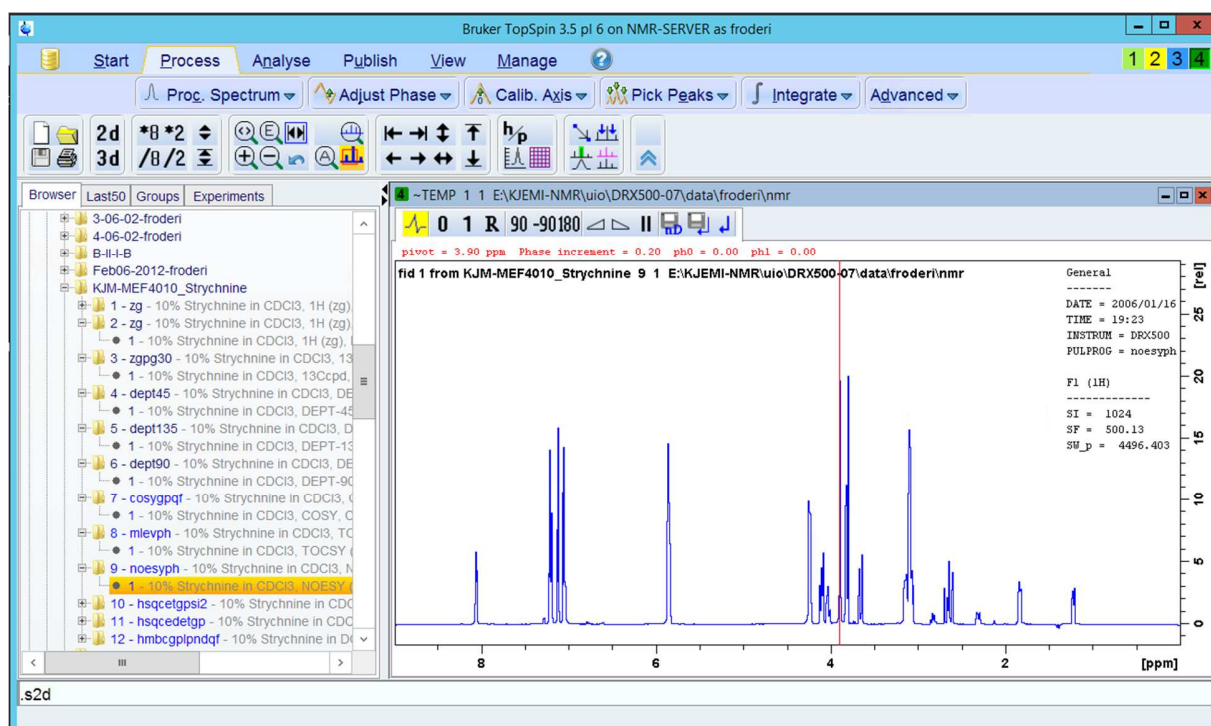 Bruker TopSpin 3.5 pl 6 on NMR-SERVER as froderi
Start Process Analyse Publish View Manage ? 1 2 3 4
Proc. Spectrum Adjust Phase Calib. Axis Pick Peaks Integrate Advanced
2d *8 *2 E h/p
3d /8 /2 A
Browser Last50 Groups Experiments
3-06-02-froderi
4-06-02-froderi
B-II-I-B
Feb06-2012-froderi
KJM-MEF4010_Strychnine
1 - zg - 10% Strychnine in CDCl3, 1H (zg),
2 - zg - 10% Strychnine in CDCl3, 1H (zg),
1 - 10% Strychnine in CDCl3, 1H (zg),
3 - zgpg30 - 10% Strychnine in CDCl3, 13
1 - 10% Strychnine in CDCl3, 13Ccpd,
4 - dept45 - 10% Strychnine in CDCl3, DE
1 - 10% Strychnine in CDCl3, DEPT-45
5 - dept135 - 10% Strychnine in CDCl3, D
1 - 10% Strychnine in CDCl3, DEPT-13
6 - dept90 - 10% Strychnine in CDCl3, DE
1 - 10% Strychnine in CDCl3, DEPT-90
7 - cosygpqf - 10% Strychnine in CDCl3,
1 - 10% Strychnine in CDCl3, COSY, C
8 - mlevph - 10% Strychnine in CDCl3, TC
1 - 10% Strychnine in CDCl3, TOCSY (
9 - noesyph - 10% Strychnine in CDCl3, N
1 - 10% Strychnine in CDCl3, NOESY (
10 - hsqcetgpsi2 - 10% Strychnine in CDC
11 - hsqcedetgp - 10% Strychnine in CDC
12 - hmbcgplpndqf - 10% Strychnine in DC
4 ~TEMP 1 1 E:\KJEMI-NMR\uio\DRX500-07\data\froderi\nmr
0 1 R 90 -90 180 nD
pivot = 3.90 ppm Phase increment = 0.20 ph0 = 0.00 ph1 = 0.00
fid 1 from KJM-MEF4010_Strychnine 9 1 E:\KJEMI-NMR\uio\DRX500-07\data\froderi\nmr
General
-------
DATE = 2006/01/16
TIME = 19:23
INSTRUM = DRX500
PULPROG = noesyph
F1 (1H)
-------------
SI = 1024
SF = 500.13
SW_p = 4496.403
[rel]
25
20
15
10
5
0
8 6 4 2 [ppm]
.s2d